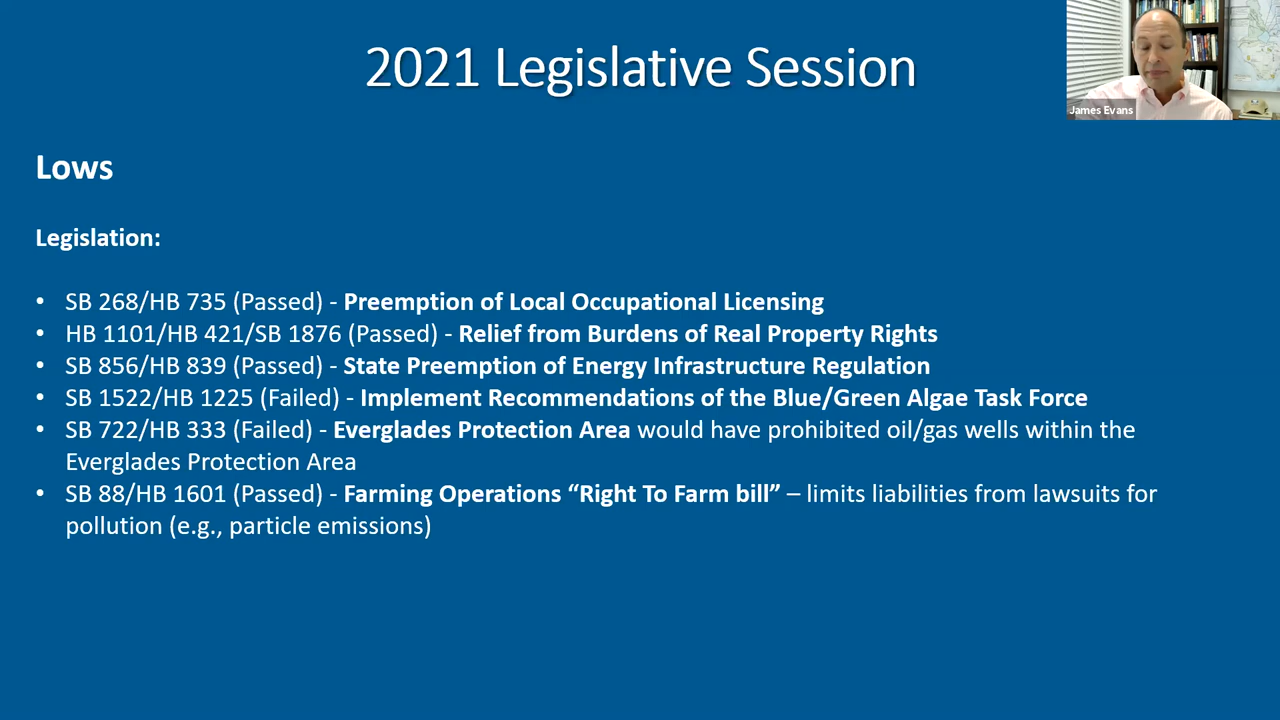 2021 Legislative Session
James Evans
Lows
Legislation:
• SB 268/HB 735 (Passed) - Preemption of Local Occupational Licensing
• HB 1101/HB 421/SB 1876 (Passed) - Relief from Burdens of Real Property Rights
• SB 856/HB 839 (Passed) - State Preemption of Energy Infrastructure Regulation
• SB 1522/HB 1225 (Failed) - Implement Recommendations of the Blue/Green Algae Task Force
• SB 722/HB 333 (Failed) - Everglades Protection Area would have prohibited oil/gas wells within the
Everglades Protection Area
• SB 88/HB 1601 (Passed) - Farming Operations “Right To Farm bill” – limits liabilities from lawsuits for
pollution (e.g., particle emissions)